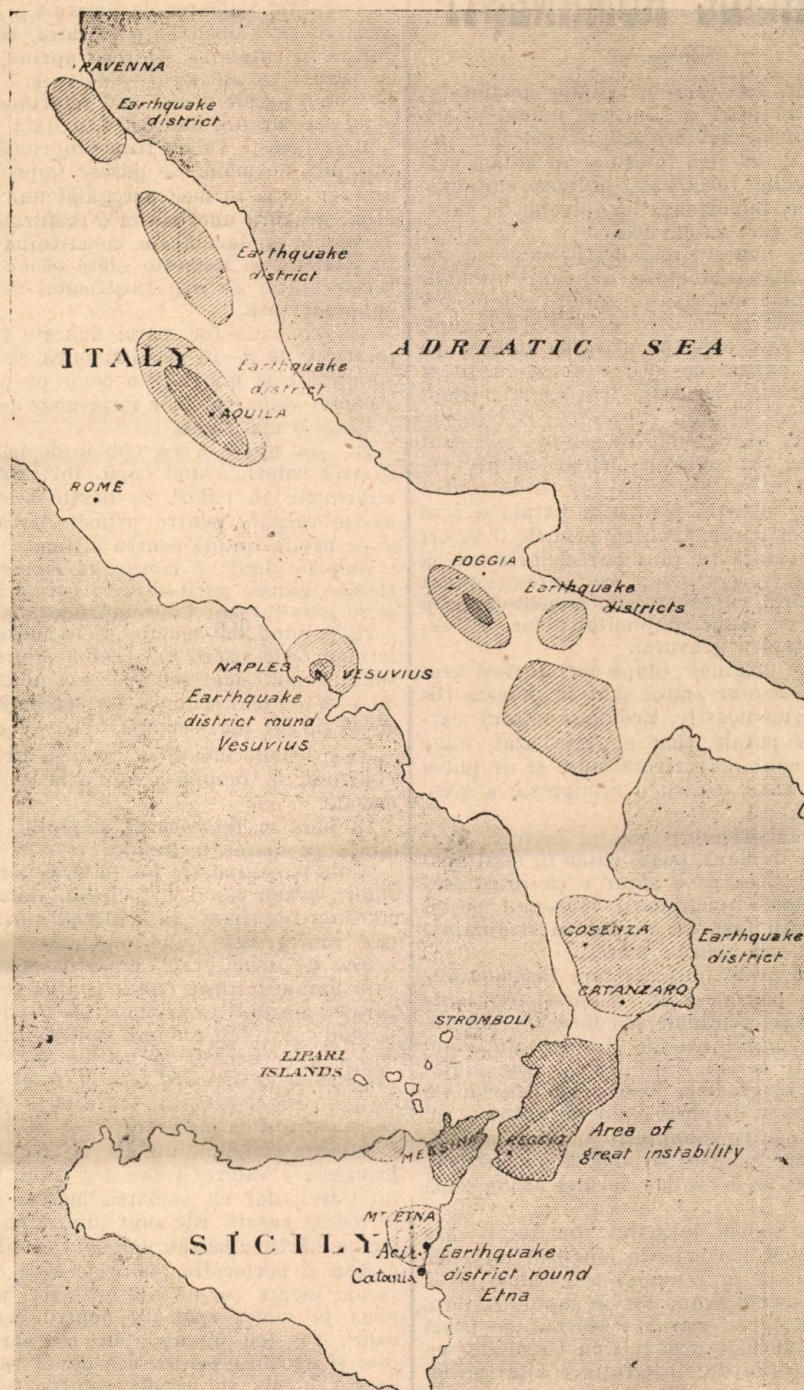 RAVENNA
Earthquake
district
Earthquake
district
ITALY
ADRIATIC SEA
Earthquake
district
AQUILA
ROME
FOGGIA
Earthquake
districts
NAPLES
VESUVIUS
Earthquake
district round
Vesuvius
COSENZA
Earthquake
district
CATANZARO
STROMBOLI
LIPARI
ISLANDS
MESSINA
REGGIO
Area of
great instability
MT ETNA
SICILY
Acir.
Earthquake
Catania
district round
Etna